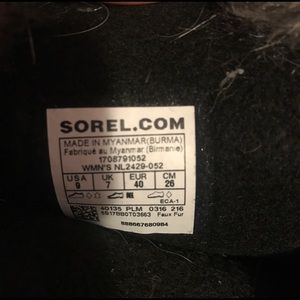 SOREL.COM
MADE IN MYANMAR(BURMA)
Fabriqué au Myanmar (Birmanie)
1708791052
WMN'S NL2429-052
USA UK EUR CM
9 7 40 26
ECA-1
40135 PLM 0316 216
Faux Fur
888667680984